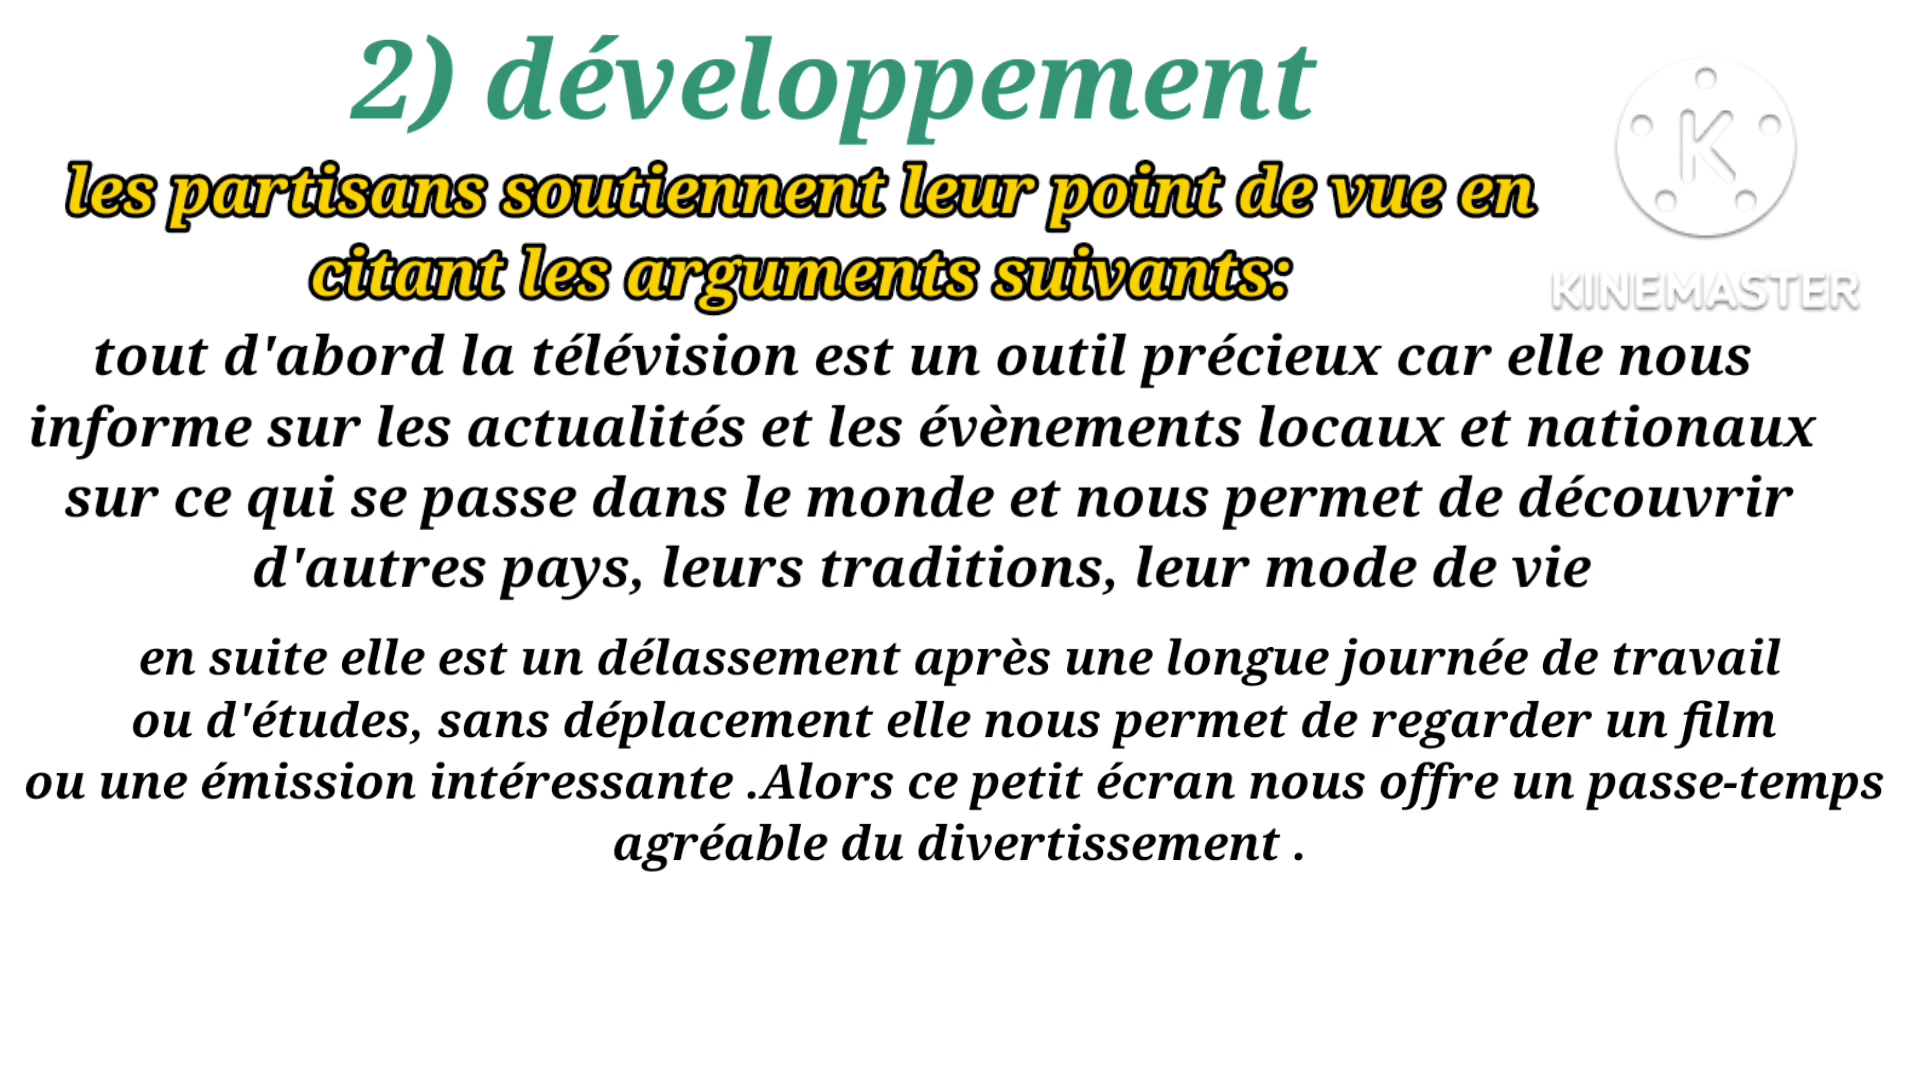 2) développement
les partisans soutiennent leur point de vue en
citant les arguments suivants:
tout d'abord la télévision est un outil précieux car elle nous
informe sur les actualités et les évènements locaux et nationaux
sur ce qui se passe dans le monde et nous permet de découvrir
d'autres pays, leurs traditions, leur mode de vie
en suite elle est un délassement après une longue journée de travail
ou d'études, sans déplacement elle nous permet de regarder un film
ou une émission intéressante .Alors ce petit écran nous offre un passe-temps
agréable du divertissement .
K
KINEMASTER